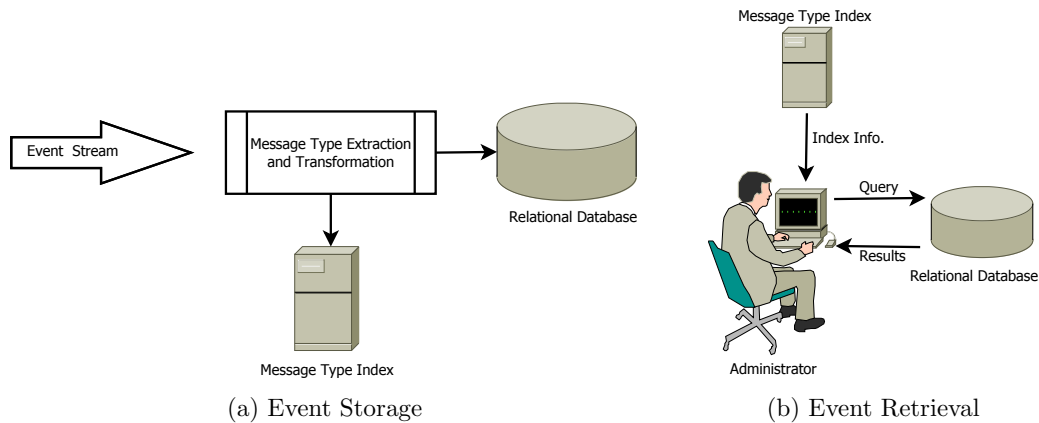 Event Stream
Message Type Extraction
and Transformation
Relational Database
Message Type Index
(a) Event Storage
Message Type Index
Index Info.
Query
Results
Relational Database
Administrator
(b) Event Retrieval